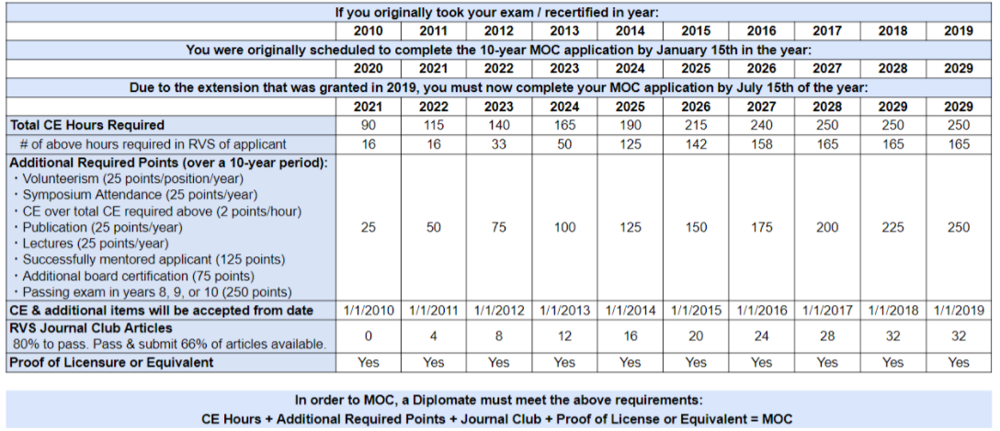 If you originally took your exam / recertified in year:
2010 2011 2012 2013 2014 2015 2016 2017 2018 2019
You were originally scheduled to complete the 10-year MOC application by January 15th in the year:
2020 2021 2022 2023 2024 2025 2026 2027 2028 2029
Due to the extension that was granted in 2019, you must now complete your MOC application by July 15th of the year:
2021 2022 2023 2024 2025 2026 2027 2028 2029 2029
Total CE Hours Required 90 115 140 165 190 215 240 250 250 250
# of above hours required in RVS of applicant 16 16 33 50 125 142 158 165 165 165
Additional Required Points (over a 10-year period):
· Volunteerism (25 points/position/year)
· Symposium Attendance (25 points/year)
· CE over total CE required above (2 points/hour)
· Publication (25 points/year) 25 50 75 100 125 150 175 200 225 250
· Lectures (25 points/year)
· Successfully mentored applicant (125 points)
· Additional board certification (75 points)
· Passing exam in years 8, 9, or 10 (250 points)
CE & additional items will be accepted from date 1/1/2010 1/1/2011 1/1/2012 1/1/2013 1/1/2014 1/1/2015 1/1/2016 1/1/2017 1/1/2018 1/1/2019
RVS Journal Club Articles
80% to pass. Pass & submit 66% of articles available. 0 4 8 12 16 20 24 28 32 32
Proof of Licensure or Equivalent Yes Yes Yes Yes Yes Yes Yes Yes Yes Yes
In order to MOC, a Diplomate must meet the above requirements:
CE Hours + Additional Required Points + Journal Club + Proof of License or Equivalent = MOC